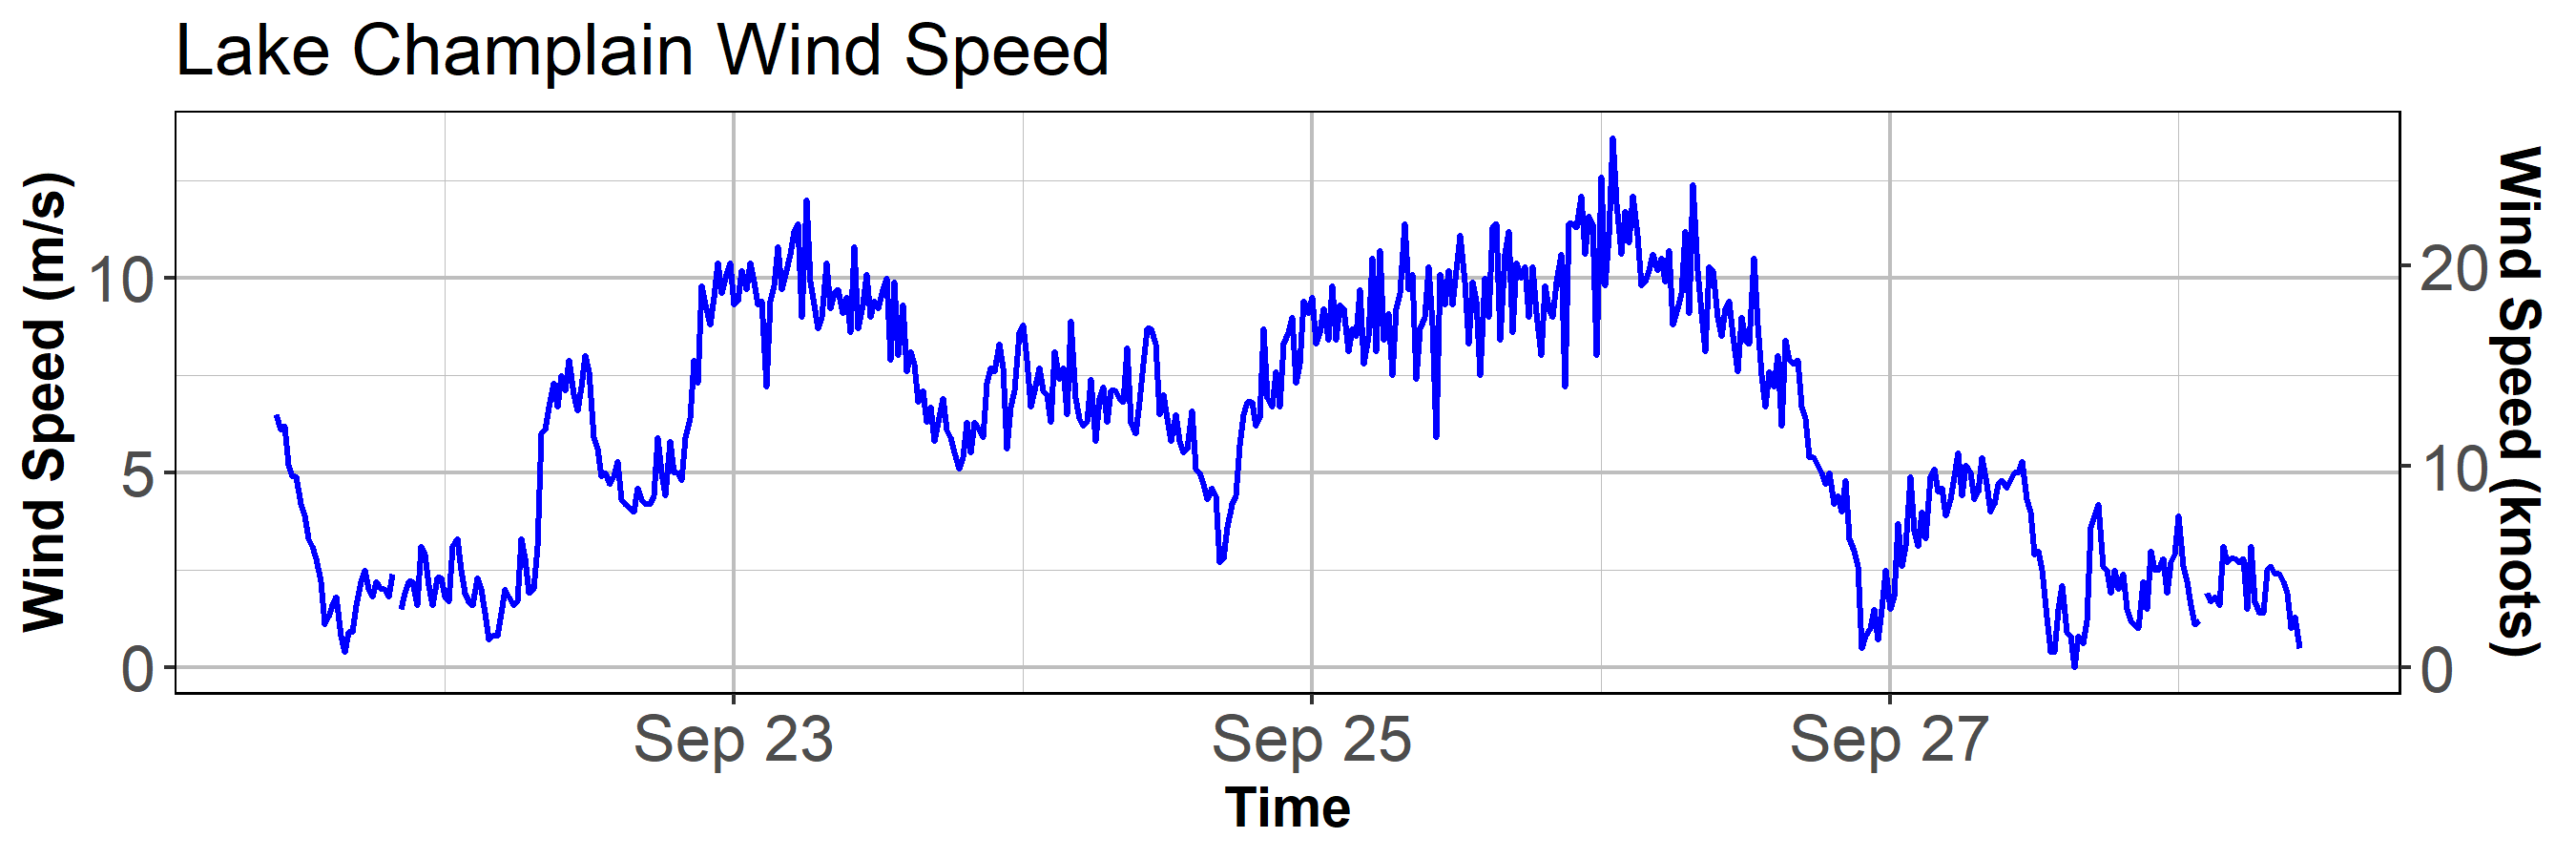 Lake Champlain Wind Speed
Wind Speed (m/s)
10
5
0
20
10
0
Wind Speed (knots)
Sep 23
Sep 25
Sep 27
Time